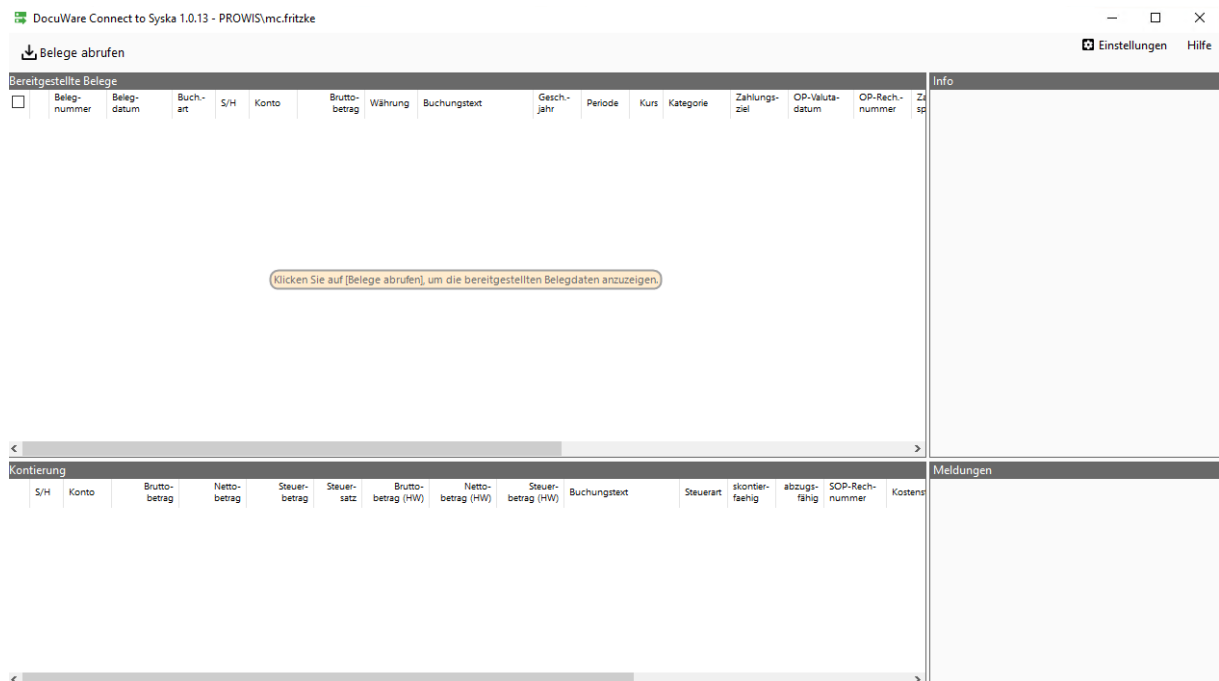 DocuWare Connect to Syska 1.0.13 - PROWIS\mc.fritzke
Belege abrufen
Einstellungen Hilfe
Bereitgestellte Belege
Beleg- Beleg- Buch.- S/H Konto Brutto- Währung Buchungstext Gesch.- Periode Kurs Kategorie Zahlungs- OP-Valuta- OP-Rech.- Za
nummer datum art betrag jahr ziel datum nummer sp
Klicken Sie auf [Belege abrufen], um die bereitgestellten Belegdaten anzuzeigen.
Info
Kontierung
S/H Konto Brutto- Netto- Steuer- Steuer- Brutto- Netto- Steuer- Buchungstext Steuerart skontier- abzugs- SOP-Rech- Kostens
betrag betrag betrag satz betrag (HW) betrag (HW) betrag (HW) faehig fähig nummer
Meldungen